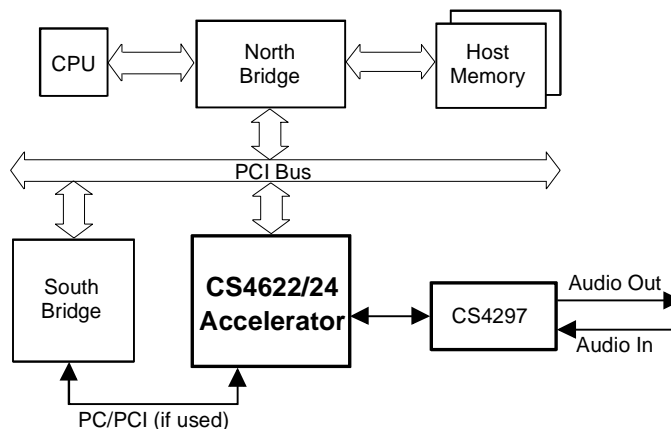 CPU
North
Bridge
Host
Memory
PCI Bus
South
Bridge
CS4622/24
Accelerator
CS4297
Audio Out
Audio In
PC/PCI (if used)